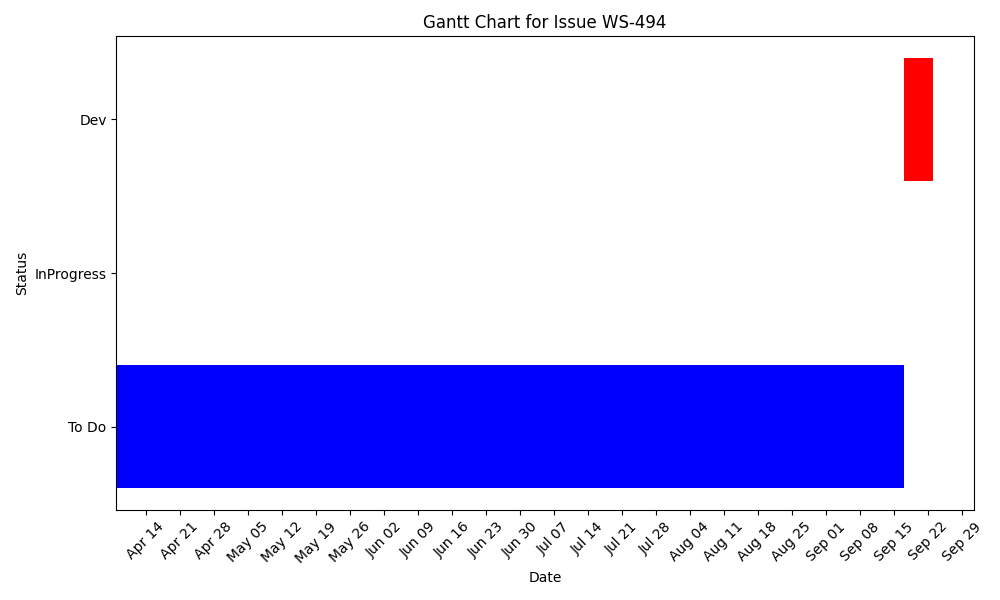 Gantt Chart for Issue WS-494
Dev
InProgress
To Do
Status
Apr 14
Apr 21
Apr 28
May 05
May 12
May 19
May 26
Jun 02
Jun 09
Jun 16
Jun 23
Jun 30
Jul 07
Jul 14
Jul 21
Jul 28
Aug 04
Aug 11
Aug 18
Aug 25
Sep 01
Sep 08
Sep 15
Sep 22
Sep 29
Date